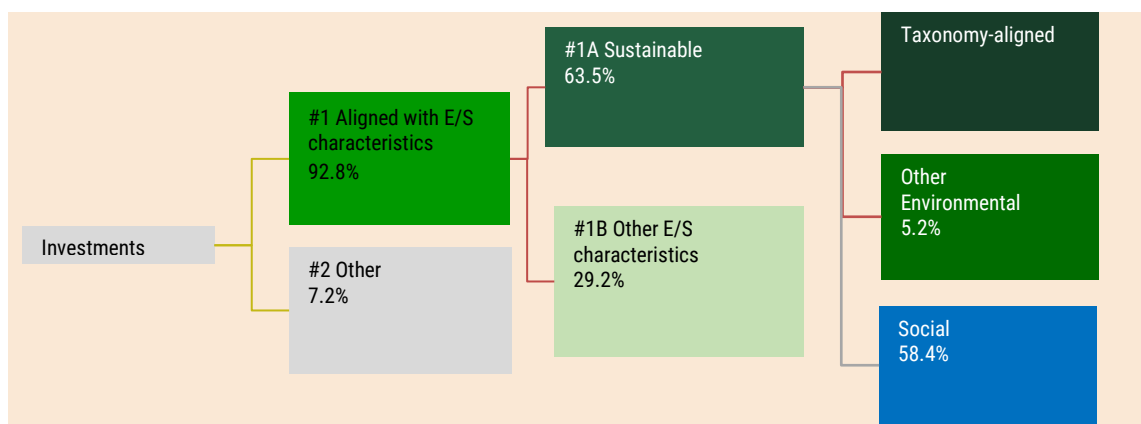 Investments
#1 Aligned with E/S
characteristics
92.8%
#2 Other
7.2%
#1A Sustainable
63.5%
#1B Other E/S
characteristics
29.2%
Taxonomy-aligned
Other
Environmental
5.2%
Social
58.4%